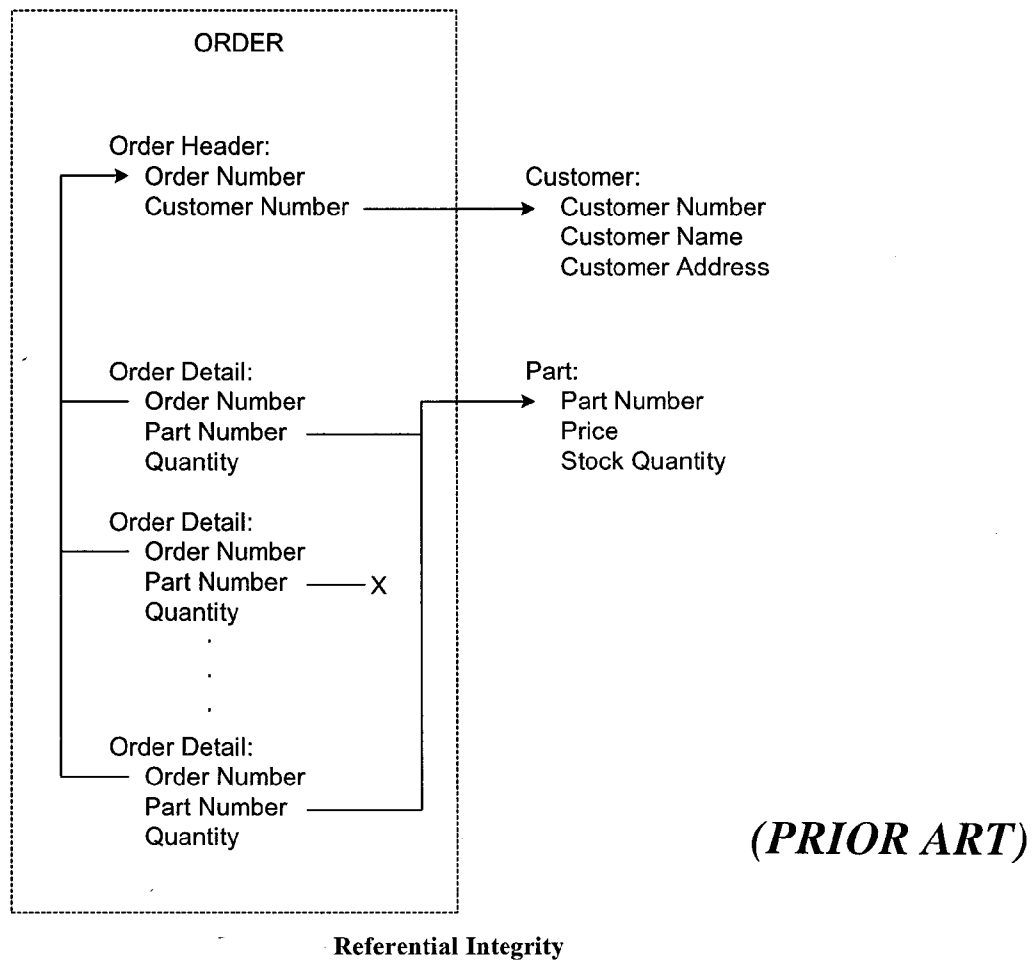 ORDER
Order Header:
Order Number
Customer Number
Customer:
Customer Number
Customer Name
Customer Address
Order Detail:
Order Number
Part Number
Quantity
Part:
Part Number
Price
Stock Quantity
Order Detail:
Order Number
Part Number
X
Quantity
Order Detail:
Order Number
Part Number
Quantity
(PRIOR ART)
Referential Integrity